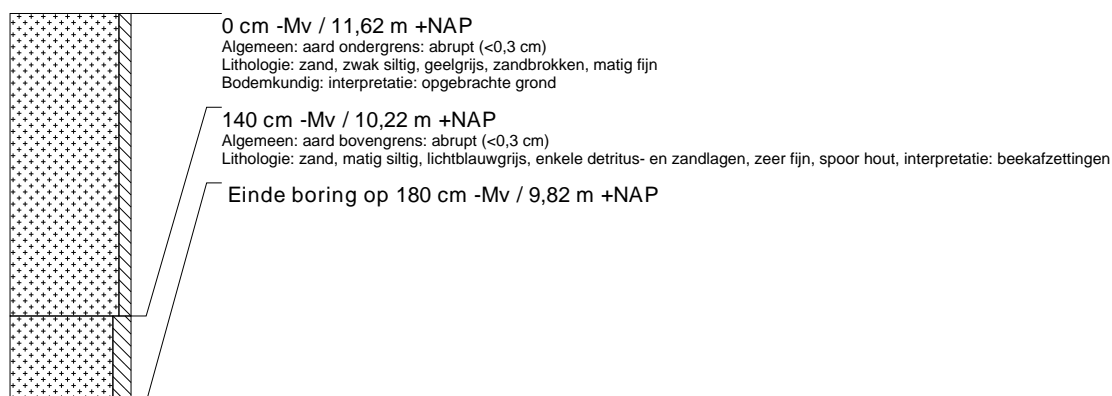 0 cm -Mv / 11,62 m +NAP
Algemeen: aard ondergrens: abrupt (<0,3 cm)
Lithologie: zand, zwak siltig, geelgrijs, zandbrokken, matig fijn
Bodemkundig: interpretatie: opgebrachte grond
140 cm -Mv / 10,22 m +NAP
Algemeen: aard bovengrens: abrupt (<0,3 cm)
Lithologie: zand, matig siltig, lichtblauwgrijs, enkele detritus- en zandlagen, zeer fijn, spoor hout, interpretatie: beekafzettingen
Einde boring op 180 cm -Mv / 9,82 m +NAP